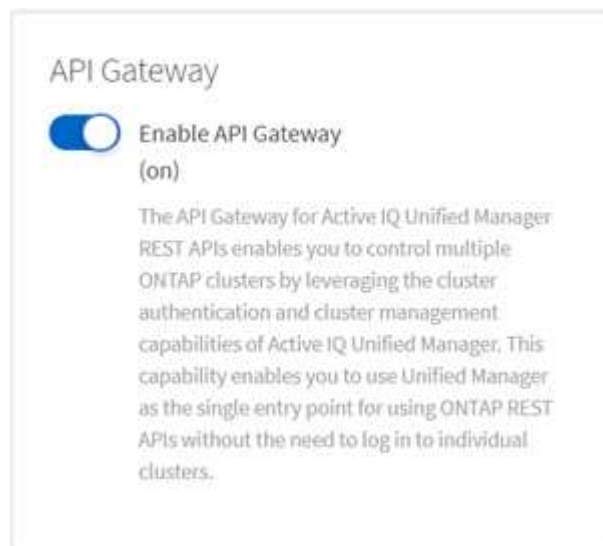 API Gateway
Enable API Gateway
(on)
The API Gateway for Active IQ Unified Manager
REST APIs enables you to control multiple
ONTAP clusters by leveraging the cluster
authentication and cluster management
capabilities of Active IQ Unified Manager. This
capability enables you to use Unified Manager
as the single entry point for using ONTAP REST
APIs without the need to log in to individual
clusters.